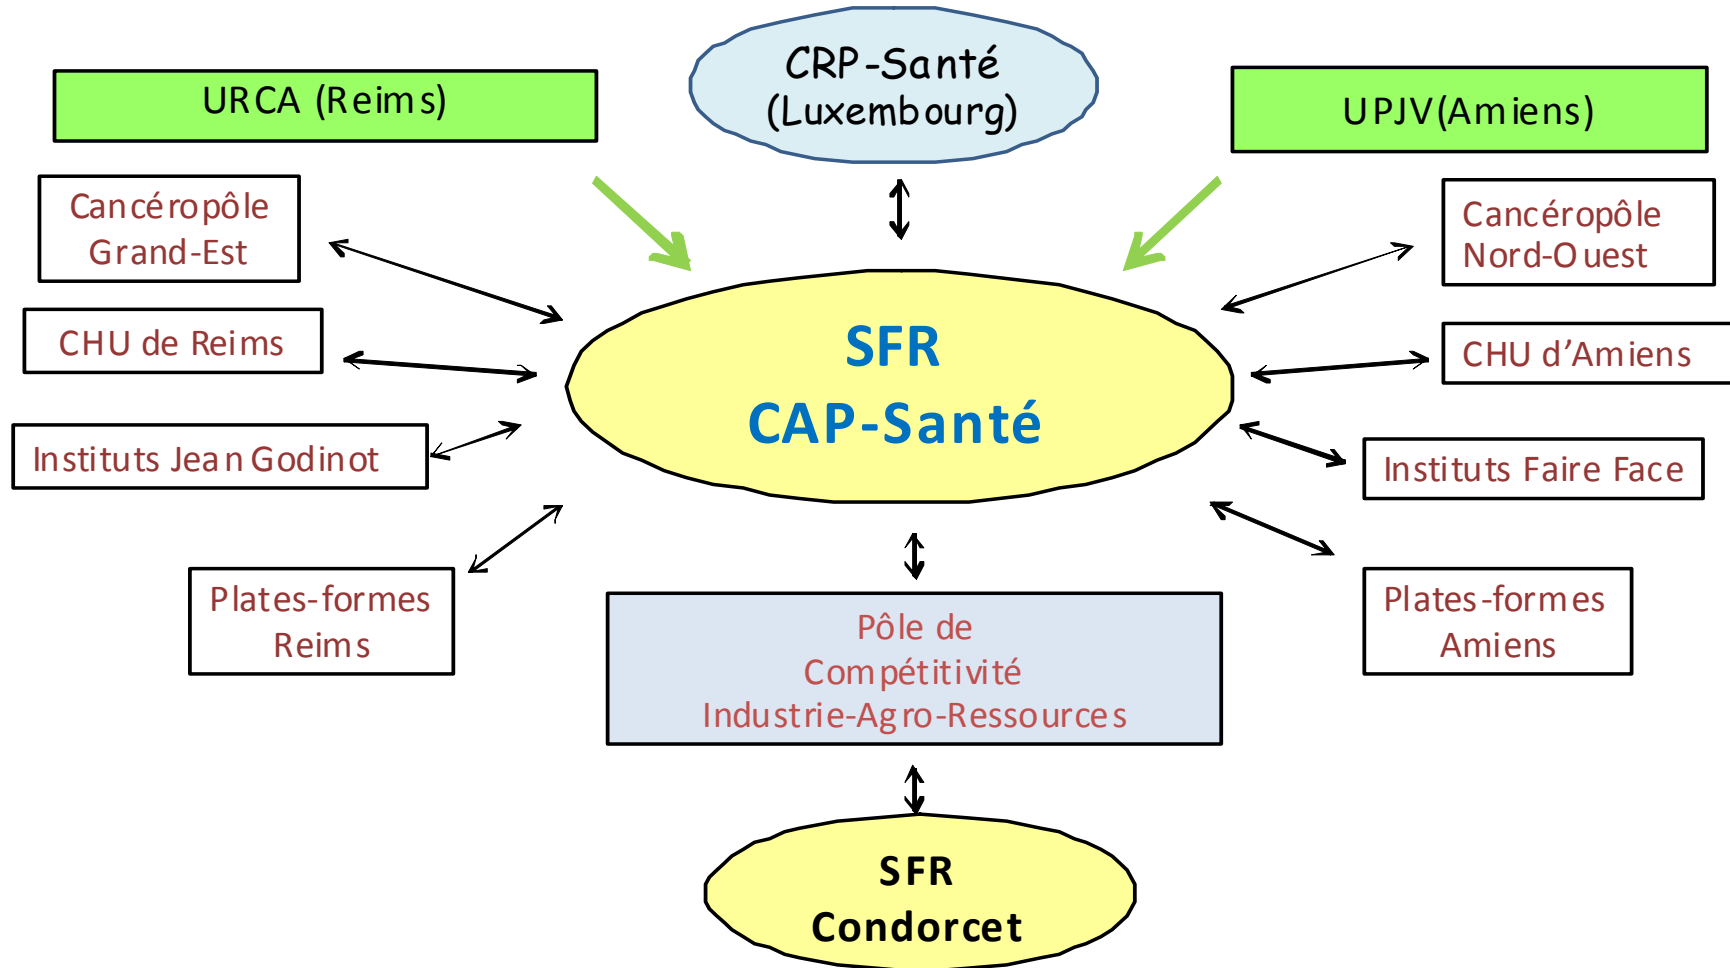 CRP-Santé
(Luxembourg)
URCA (Reims)
UPJV(Amiens)
Cancéropôle
Grand-Est
Cancéropôle
Nord-Ouest
CHU de Reims
SFR
CAP-Santé
CHU d’Amiens
Instituts Jean Godinot
Instituts Faire Face
Plates-formes
Reims
Pôle de
Compétitivité
Industrie-Agro-Ressources
Plates-formes
Amiens
SFR
Condorcet